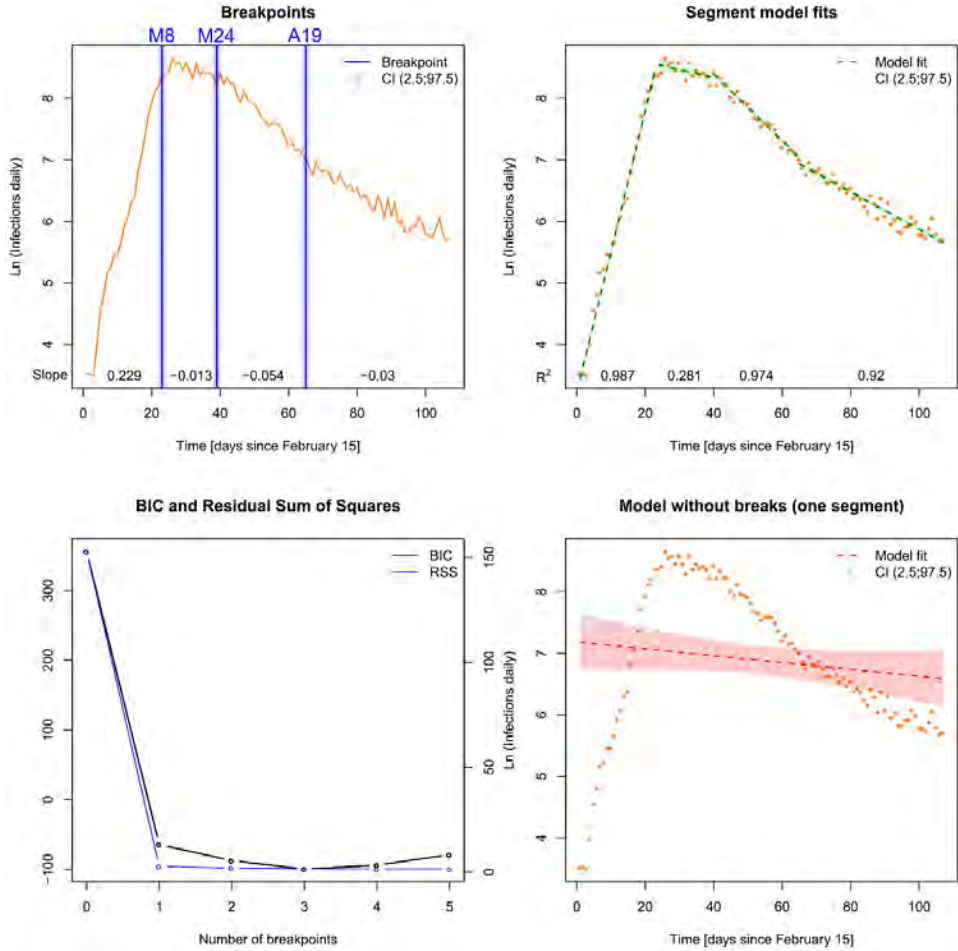 Breakpoints
M8 M24 A19
Breakpoint
CI (2.5;97.5)
Ln (Infections daily)
8
7
6
5
4
Slope 0.229 −0.013 −0.054 −0.03
0 20 40 60 80 100
Time [days since February 15]
Segment model fits
Model fit
CI (2.5;97.5)
Ln (Infections daily)
8
7
6
5
4
R² 0.987 0.281 0.974 0.92
0 20 40 60 80 100
Time [days since February 15]
BIC and Residual Sum of Squares
BIC
RSS
300
200
100
0
−100
150
100
50
0
0 1 2 3 4 5
Number of breakpoints
Model without breaks (one segment)
Model fit
CI (2.5;97.5)
Ln (Infections daily)
8
7
6
5
4
0 20 40 60 80 100
Time [days since February 15]